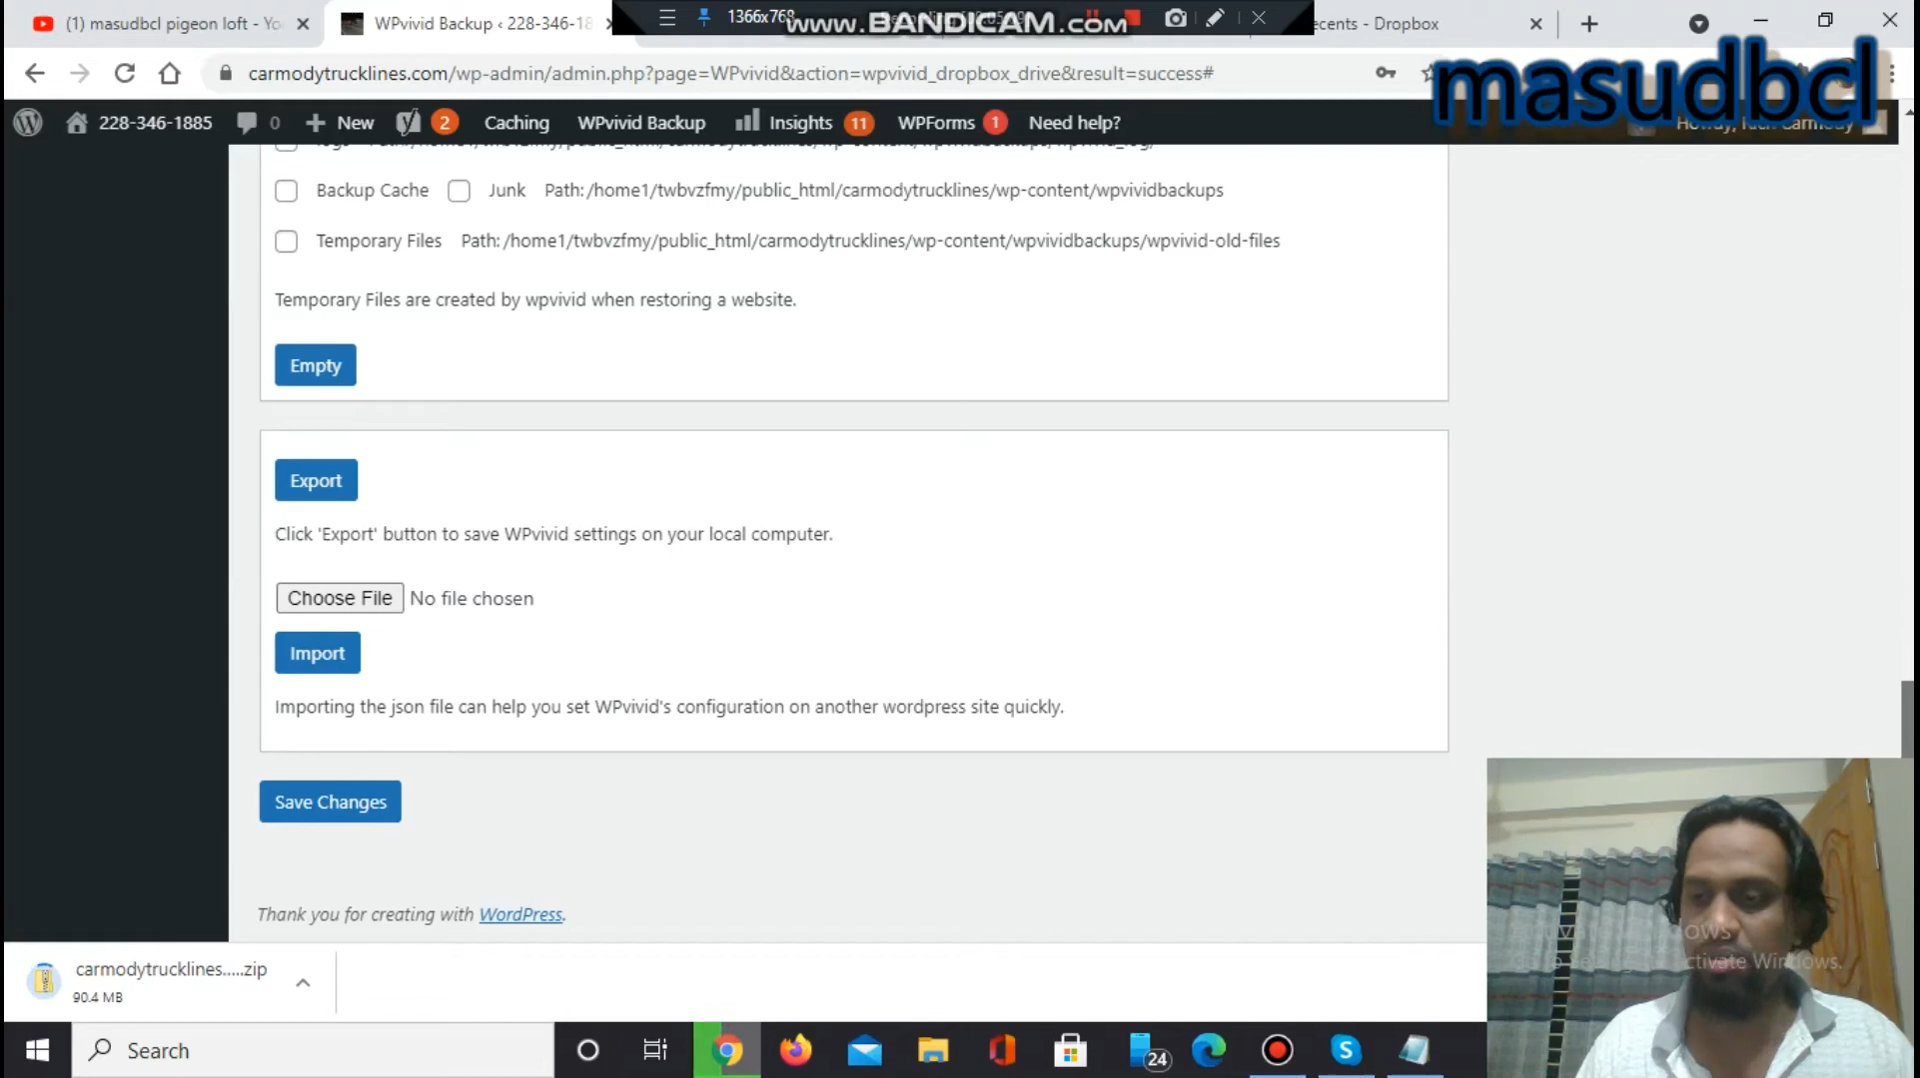 (1) masudbcl pigeon loft - Yo
WPvivid Backup ‹ 228-346-18
1366x768
www.BANDICAM.com
ecents - Dropbox
carmodytrucklines.com/wp-admin/admin.php?page=WPvivid&action=wpvivid_dropbox_drive&result=success#
masudbcl
228-346-1885
0
New
2
Caching
WPvivid Backup
Insights
11
WPForms
1
Need help?
Howdy, Rich Carmody
Backup Cache
Junk
Path:/home1/twbvzfmy/public_html/carmodytrucklines/wp-content/wpvividbackups
Temporary Files
Path:/home1/twbvzfmy/public_html/carmodytrucklines/wp-content/wpvividbackups/wpvivid-old-files
Temporary Files are created by wpvivid when restoring a website.
Empty
Export
Click 'Export' button to save WPvivid settings on your local computer.
Choose File
No file chosen
Import
Importing the json file can help you set WPvivid's configuration on another wordpress site quickly.
Save Changes
Thank you for creating with WordPress.
carmodytrucklines.....zip
90.4 MB
Search
24